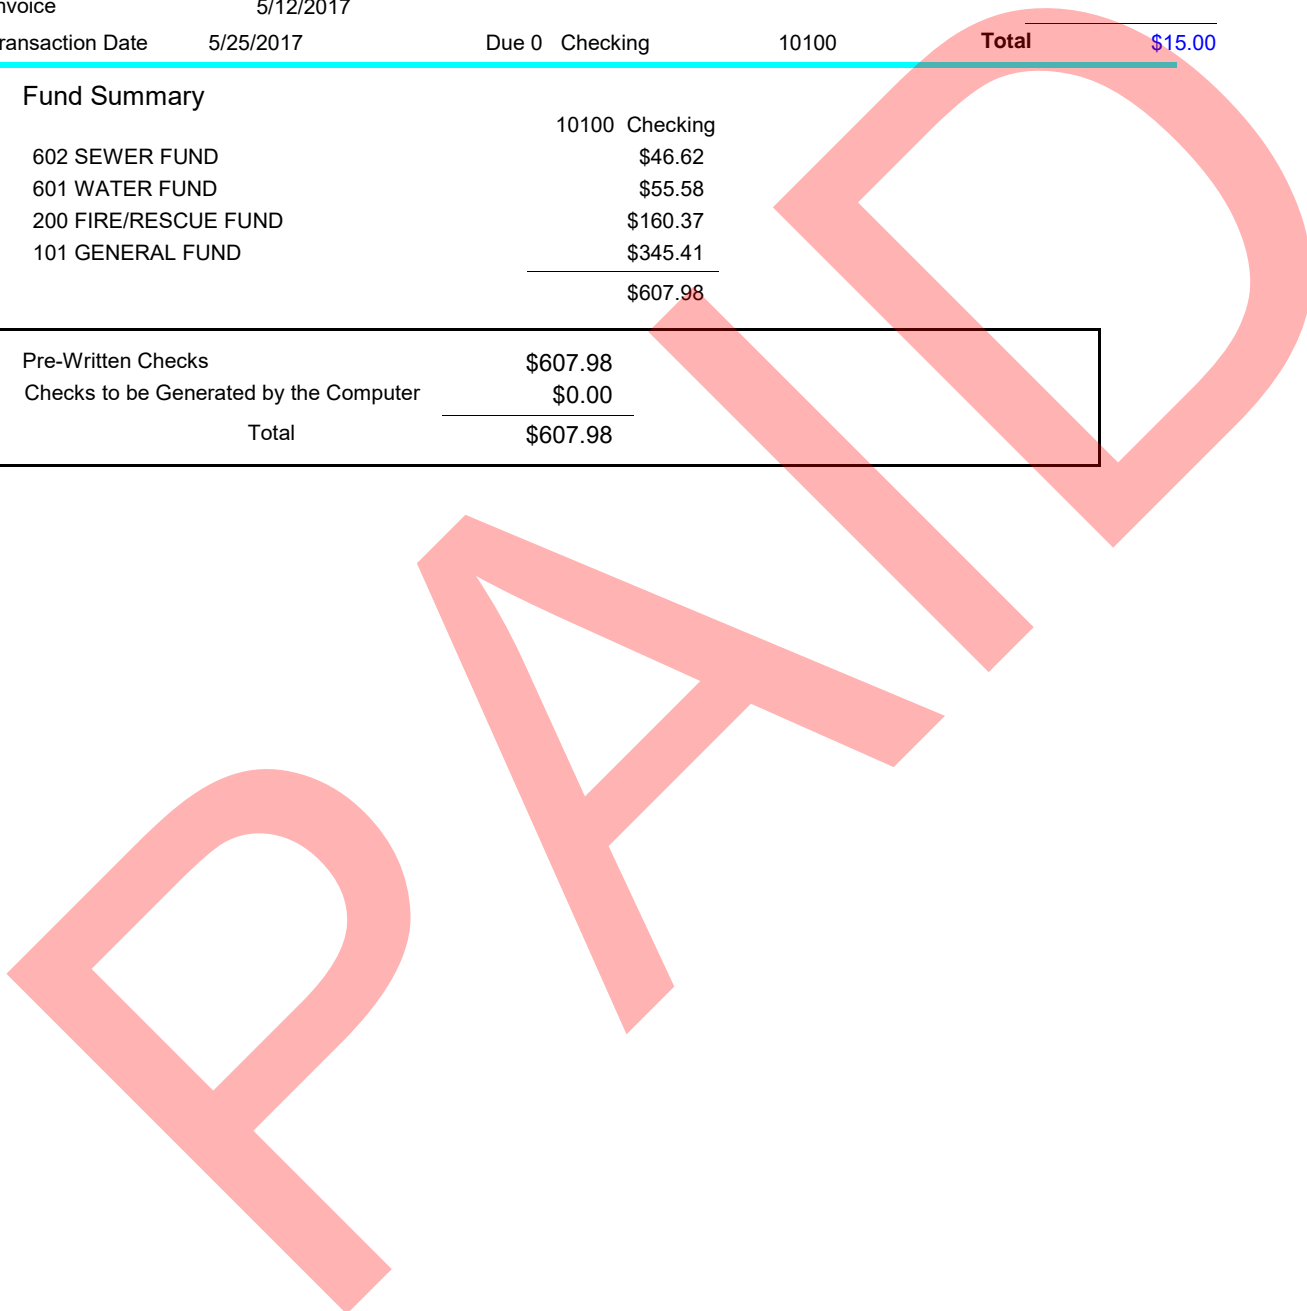 nvoice 5/12/2017
ransaction Date 5/25/2017 Due 0 Checking 10100 Total $15.00
Fund Summary
10100 Checking
602 SEWER FUND $46.62
601 WATER FUND $55.58
200 FIRE/RESCUE FUND $160.37
101 GENERAL FUND $345.41
$607.98
Pre-Written Checks $607.98
Checks to be Generated by the Computer $0.00
Total $607.98
PAID